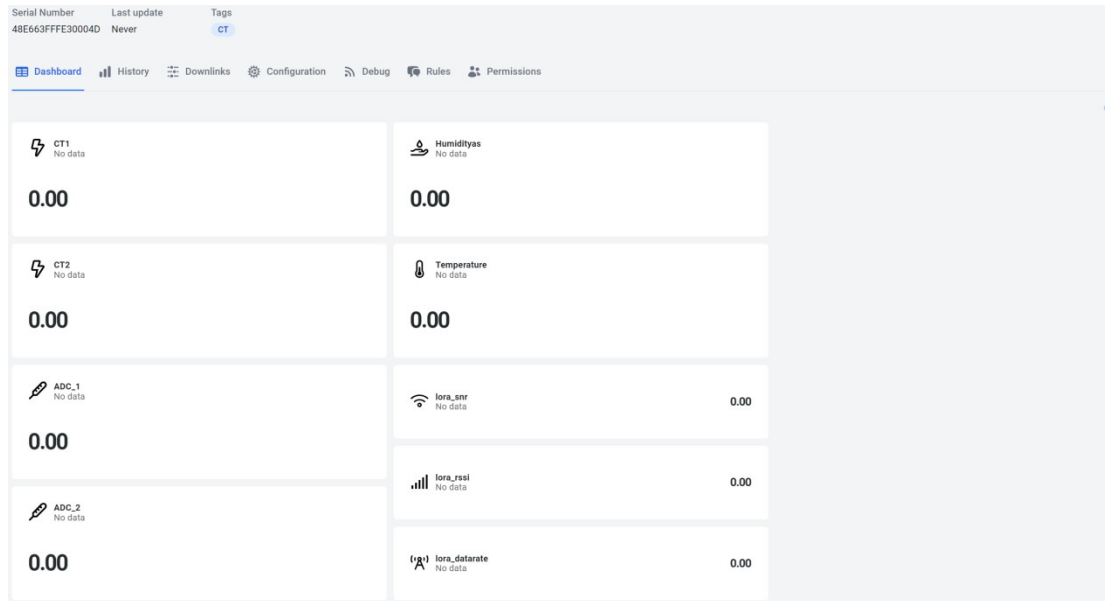 Serial Number Last update Tags
48E663FFFE30004D Never CT
Dashboard History Downlinks Configuration Debug Rules Permissions
CT1
No data
0.00
Humidityas
No data
0.00
CT2
No data
0.00
Temperature
No data
0.00
ADC_1
No data
0.00
lora_snr
No data
0.00
lora_rssi
No data
0.00
ADC_2
No data
0.00
lora_datarate
No data
0.00